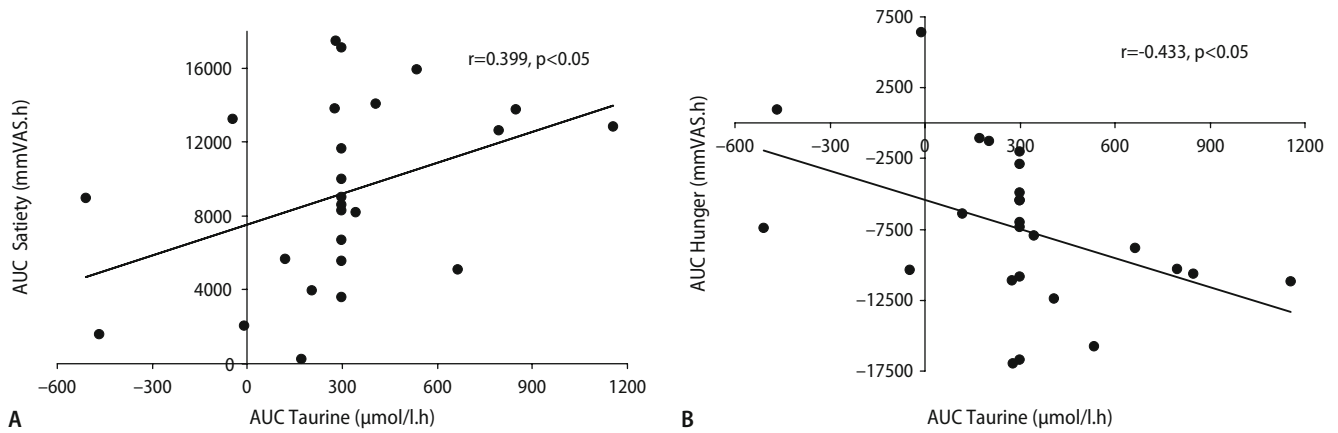 r=0.399, p<0.05
16000
12000
8000
4000
0
AUC Satiety (mmVAS.h)
−600 −300 0 300 600 900 1200
A AUC Taurine (µmol/l.h)
7500
r=-0.433, p<0.05
2500
−600 −300 0 300 600 900 1200
−2500
−7500
−12500
−17500
AUC Hunger (mmVAS.h)
B AUC Taurine (µmol/l.h)